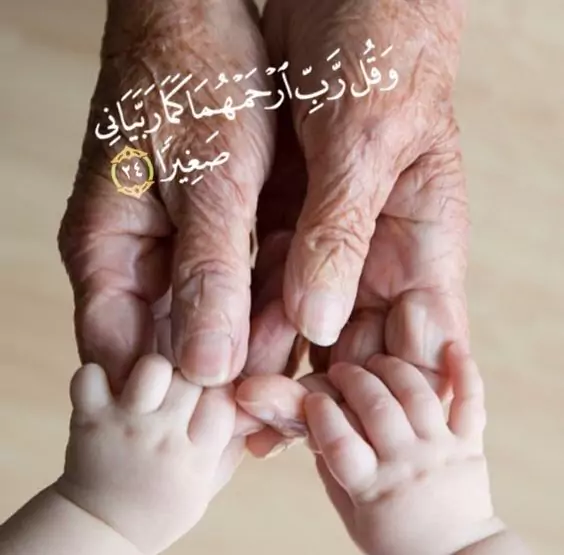 وَقُل رَّبِّ ٱرْحَمْهُمَا كَمَا رَبَّيَانِى
صَغِيرًا ٢٤